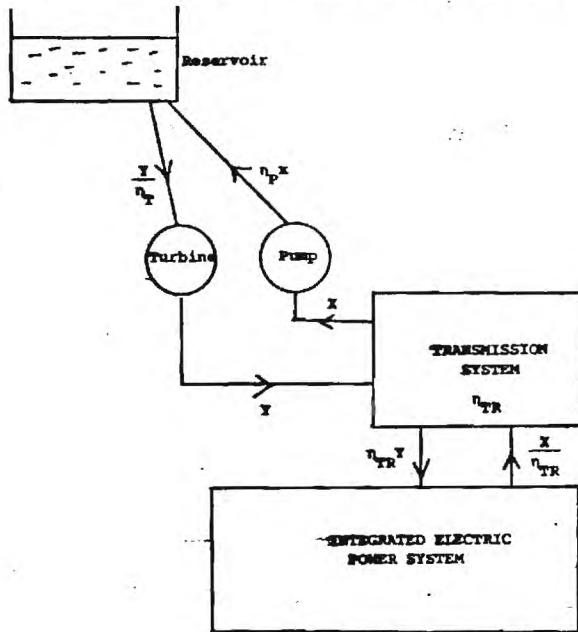 Reservoir
Y
η_T
η_P X
Turbine
Pump
X
TRANSMISSION
SYSTEM
η_TR
Y
η_TR Y
X
η_TR
INTEGRATED ELECTRIC
POWER SYSTEM